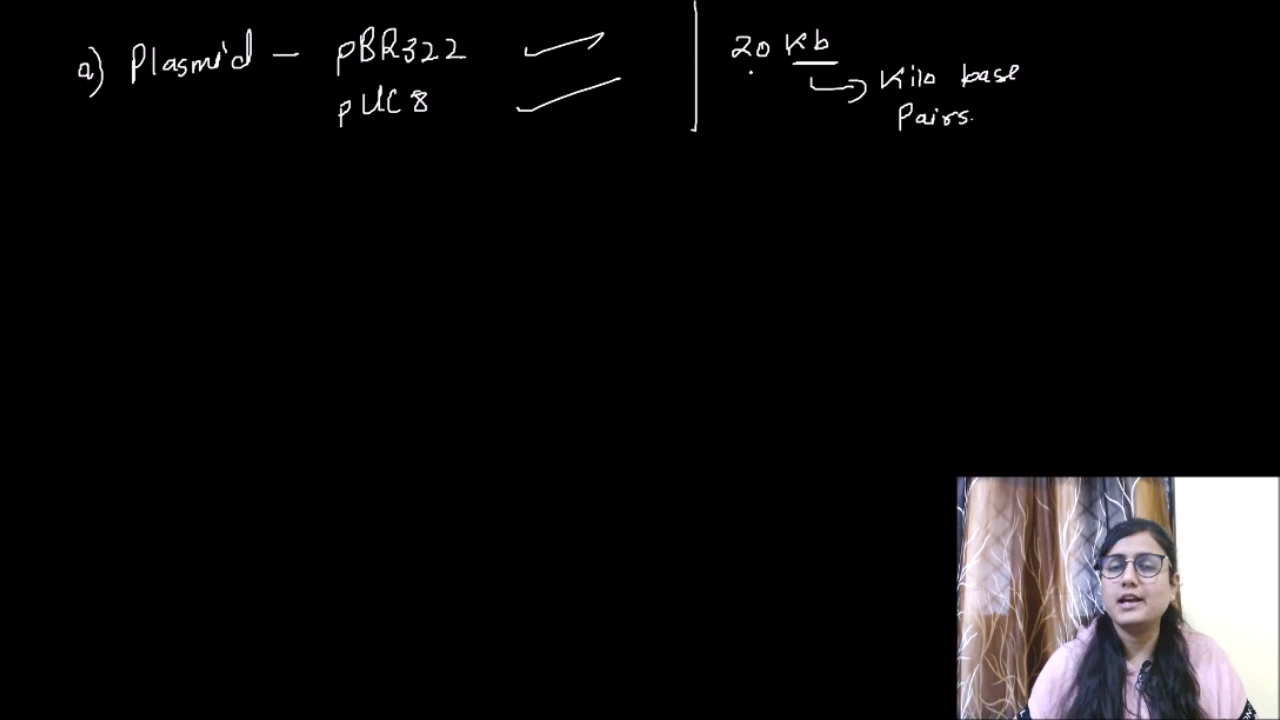 a) Plasmid - pBR322
pUC8
20 Kb
Kilo base
Pairs.